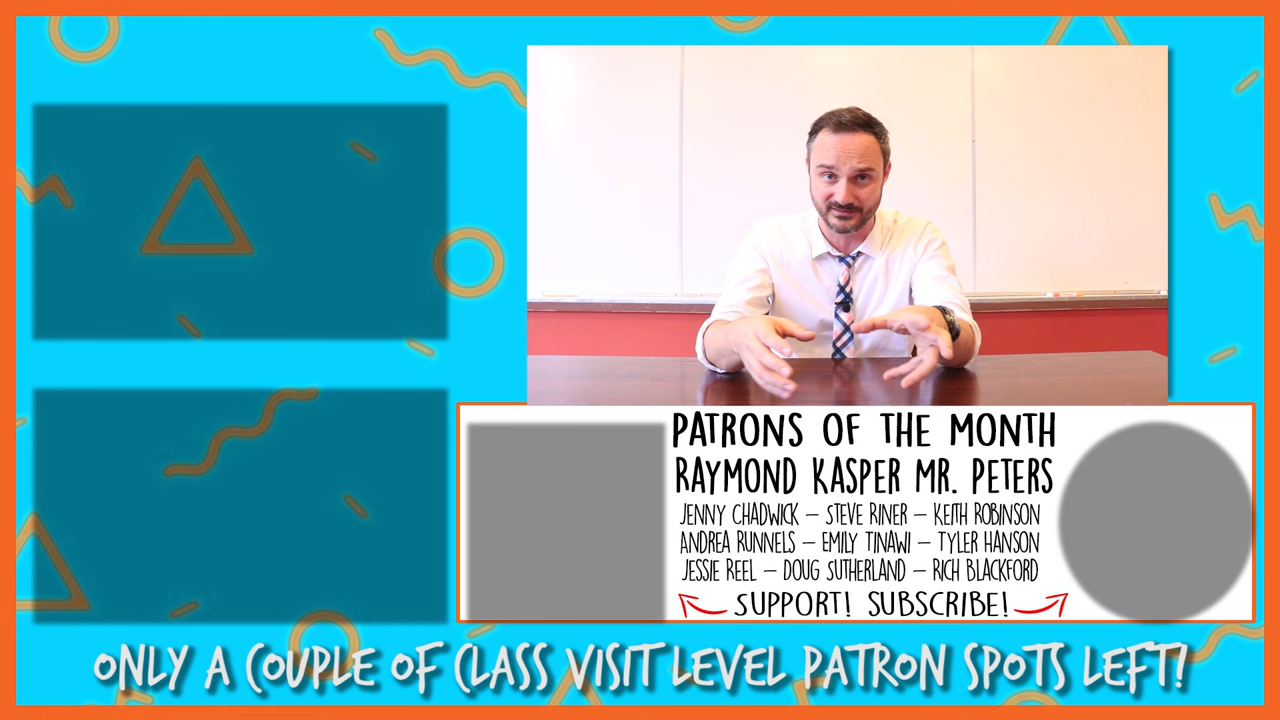 PATRONS OF THE MONTH
RAYMOND KASPER MR. PETERS
JENNY CHADWICK – STEVE RINER – KEITH ROBINSON
ANDREA RUNNELS – EMILY TINAWI – TYLER HANSON
JESSIE REEL – DOUG SUTHERLAND – RICH BLACKFORD
SUPPORT! SUBSCRIBE!
ONLY A COUPLE OF CLASS VISIT LEVEL PATRON SPOTS LEFT!